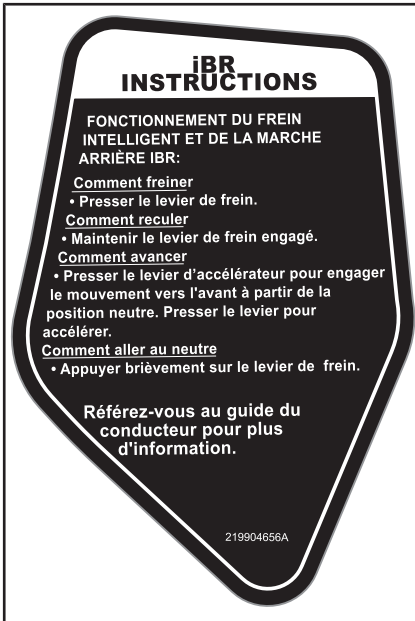 iBR
INSTRUCTIONS
FONCTIONNEMENT DU FREIN
INTELLIGENT ET DE LA MARCHE
ARRIÈRE IBR:
Comment freiner
• Presser le levier de frein.
Comment reculer
• Maintenir le levier de frein engagé.
Comment avancer
• Presser le levier d'accélérateur pour engager
le mouvement vers l'avant à partir de la
position neutre. Presser le levier pour
accélérer.
Comment aller au neutre
• Appuyer brièvement sur le levier de frein.
Référez-vous au guide du
conducteur pour plus
d'information.
219904656A